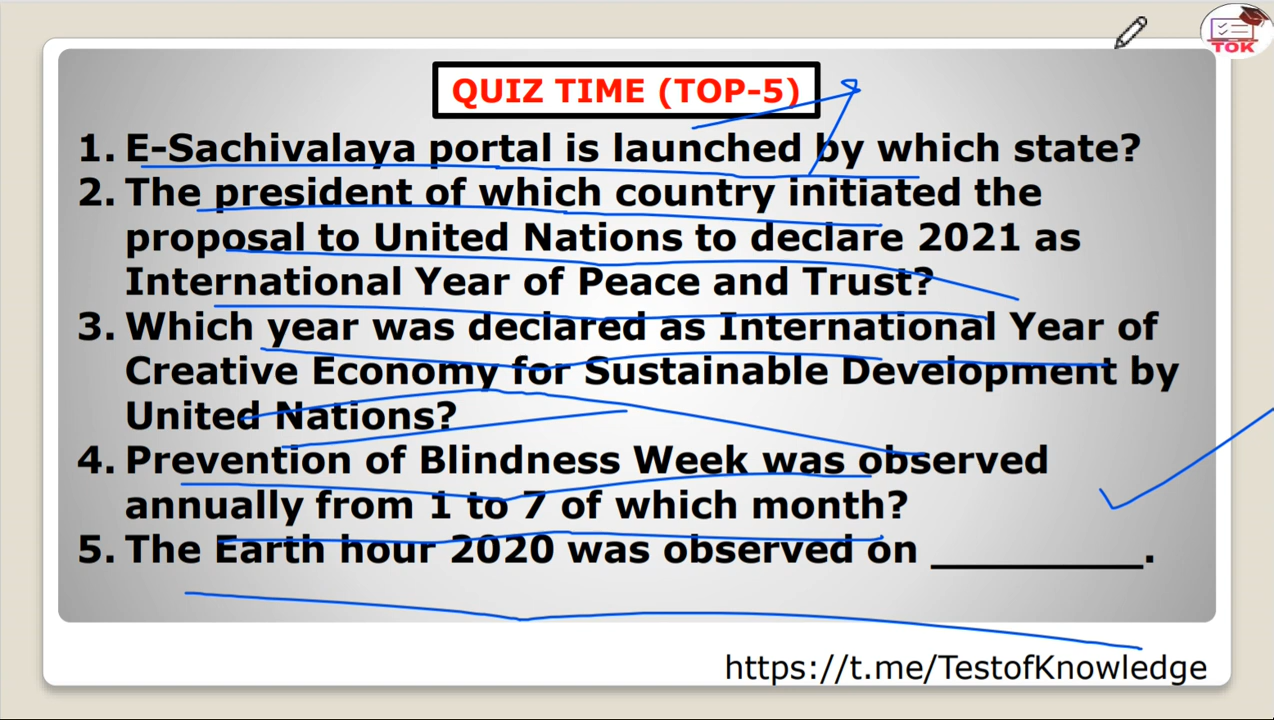 TOK
QUIZ TIME (TOP-5)
1. E-Sachivalaya portal is launched by which state?
2. The president of which country initiated the
proposal to United Nations to declare 2021 as
International Year of Peace and Trust?
3. Which year was declared as International Year of
Creative Economy for Sustainable Development by
United Nations?
4. Prevention of Blindness Week was observed
annually from 1 to 7 of which month?
5. The Earth hour 2020 was observed on __________.
https://t.me/TestofKnowledge